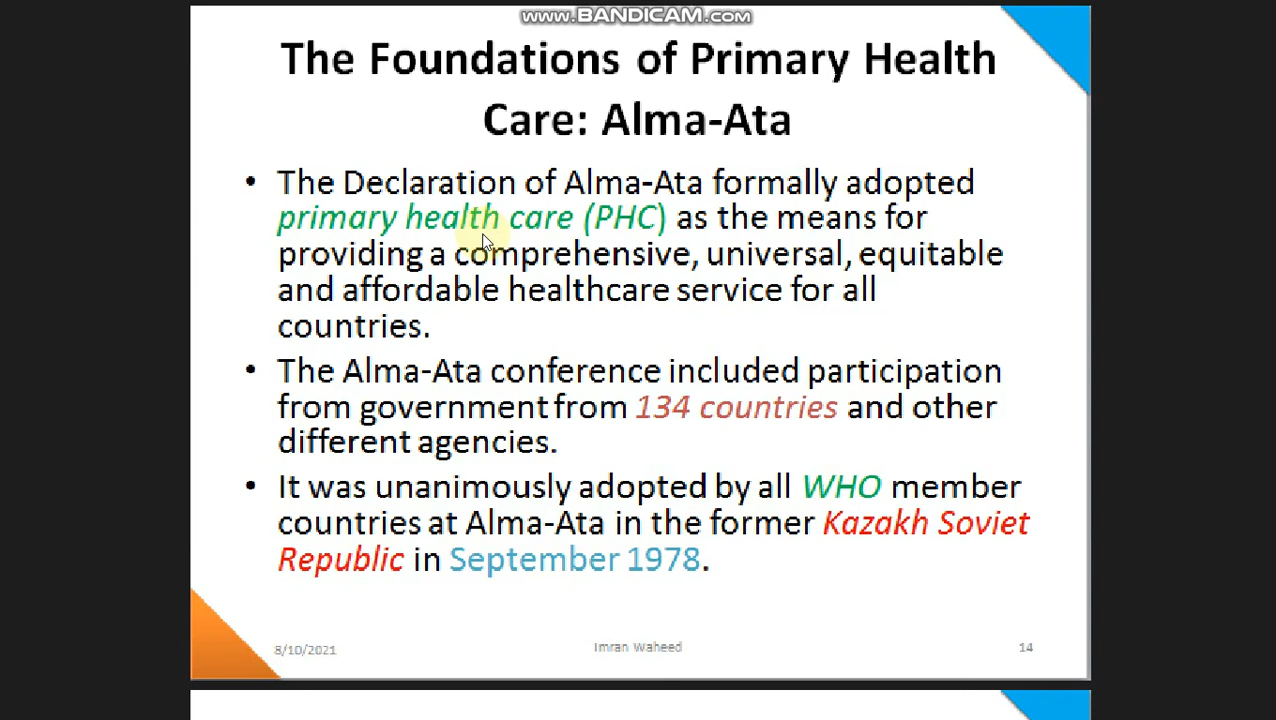 www.BANDICAM.com
The Foundations of Primary Health
Care: Alma-Ata
• The Declaration of Alma-Ata formally adopted
primary health care (PHC) as the means for
providing a comprehensive, universal, equitable
and affordable healthcare service for all
countries.
• The Alma-Ata conference included participation
from government from 134 countries and other
different agencies.
• It was unanimously adopted by all WHO member
countries at Alma-Ata in the former Kazakh Soviet
Republic in September 1978.
8/10/2021 Imran Waheed 14